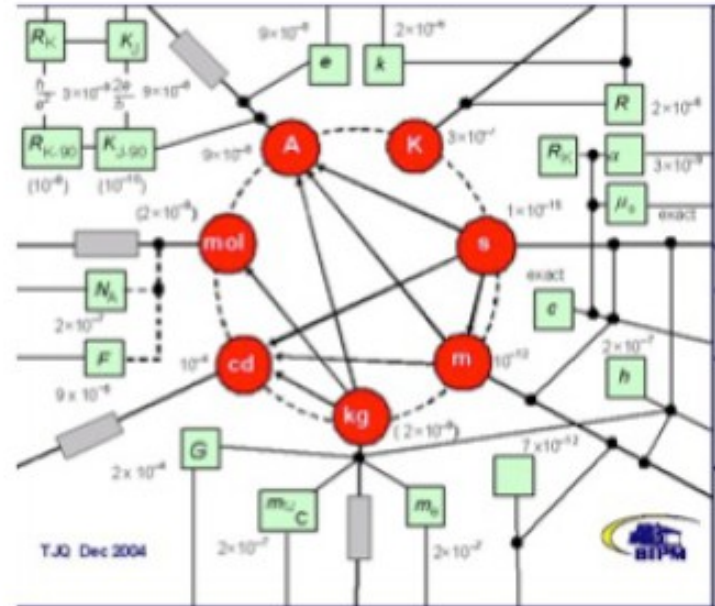 R_K K_J
9×10⁻⁸
e
k
2×10⁻⁶
h/e² 3×10⁻⁹ 2e/h 9×10⁻⁸
R
2×10⁻⁶
R_K-90 K_J-90
(10⁻⁹) (10⁻¹⁰)
9×10⁻⁸
A
K
3×10⁻⁷
R_K α
3×10⁻⁹
μ₀
exact
(2×10⁻⁹)
mol
s
1×10⁻¹⁵
exact
c
N_A
2×10⁻⁷
F
9×10⁻⁸
10⁻⁴
cd
m
10⁻¹²
2×10⁻⁷
h
kg
(2×10⁻⁹)
G
2×10⁻⁴
7×10⁻¹²
C
2×10⁻⁷
m_e
2×10⁻⁷
TJQ Dec 2004
BIPM